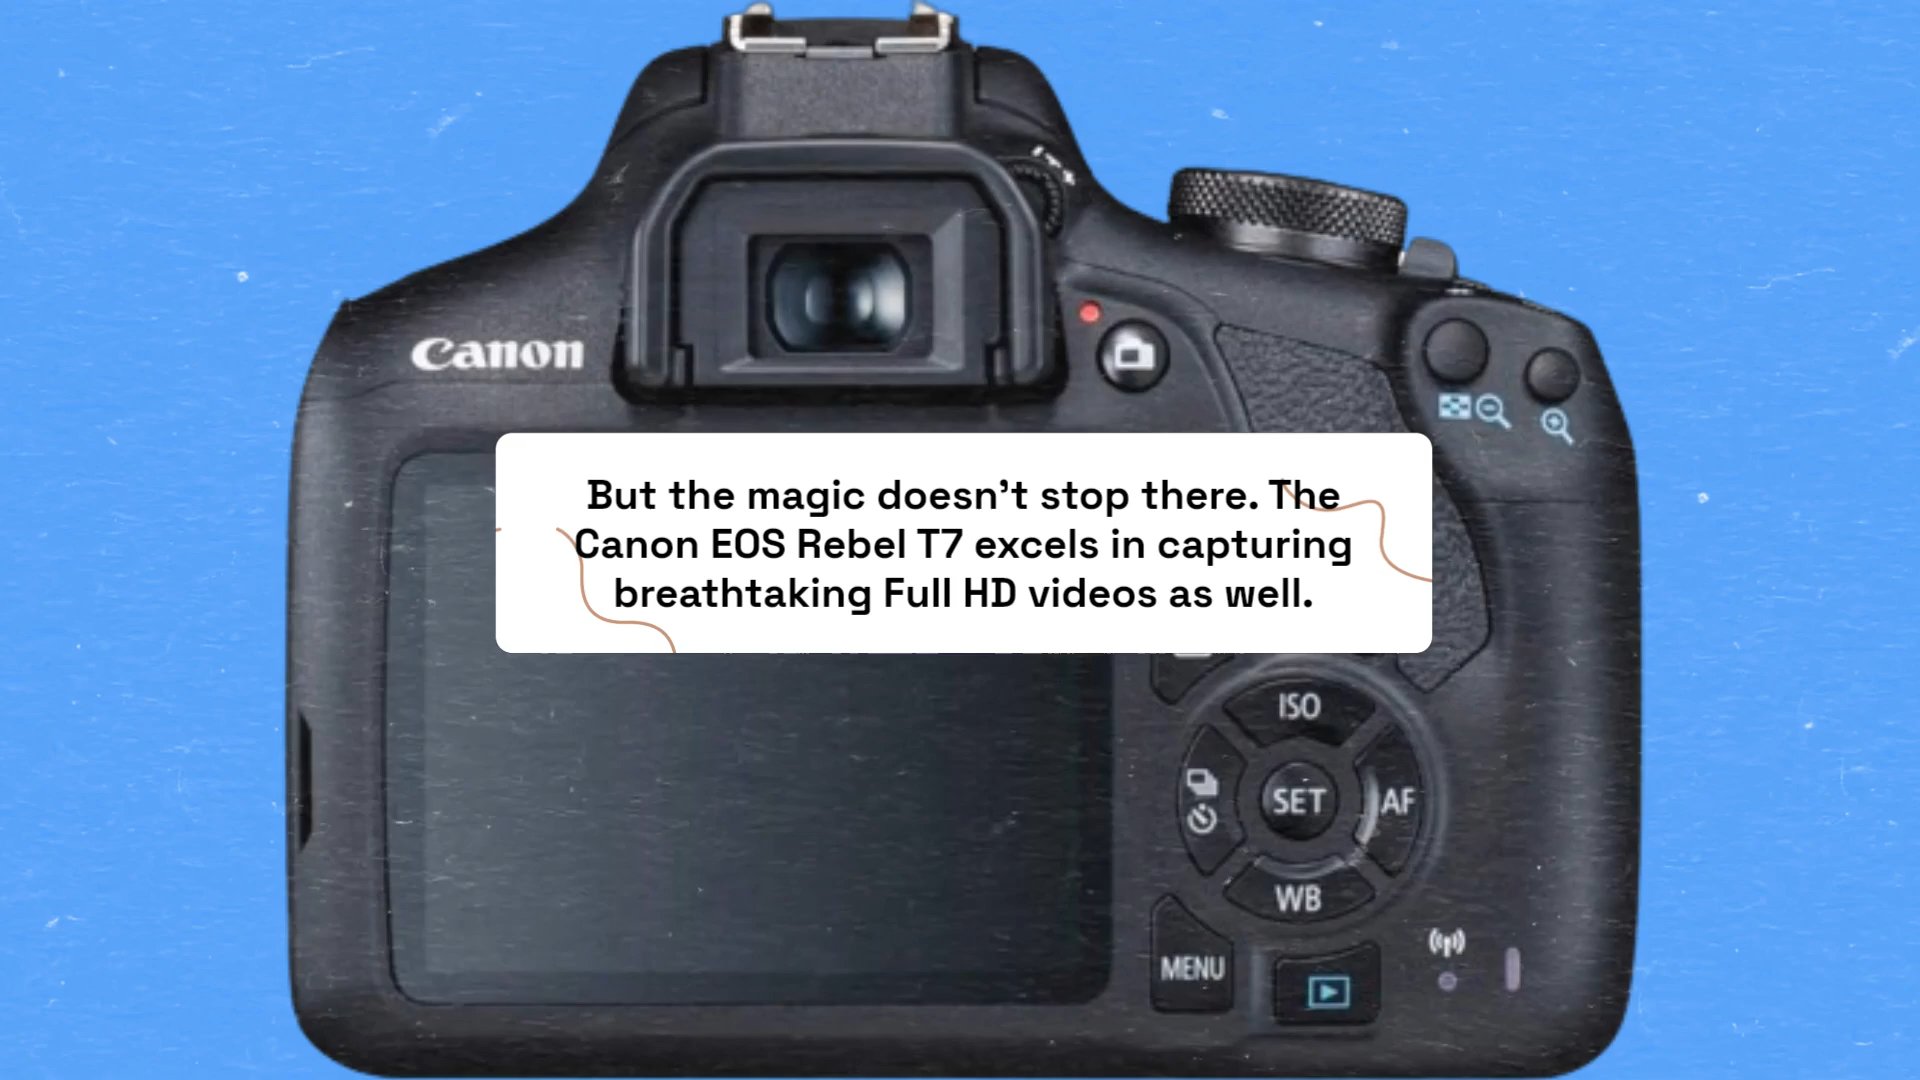 Canon
But the magic doesn't stop there. The
Canon EOS Rebel T7 excels in capturing
breathtaking Full HD videos as well.
ISO
SET
AF
WB
MENU